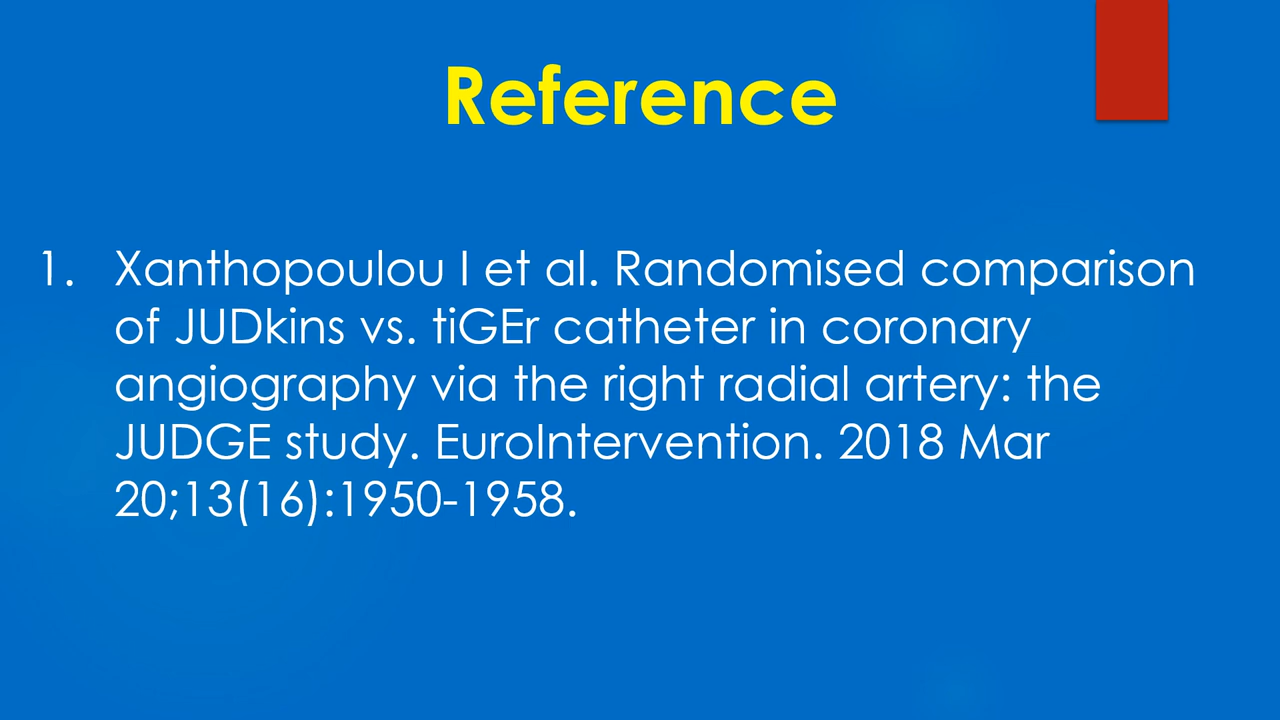 Reference
1. Xanthopoulou I et al. Randomised comparison
of JUDkins vs. tiGEr catheter in coronary
angiography via the right radial artery: the
JUDGE study. EuroIntervention. 2018 Mar
20;13(16):1950-1958.